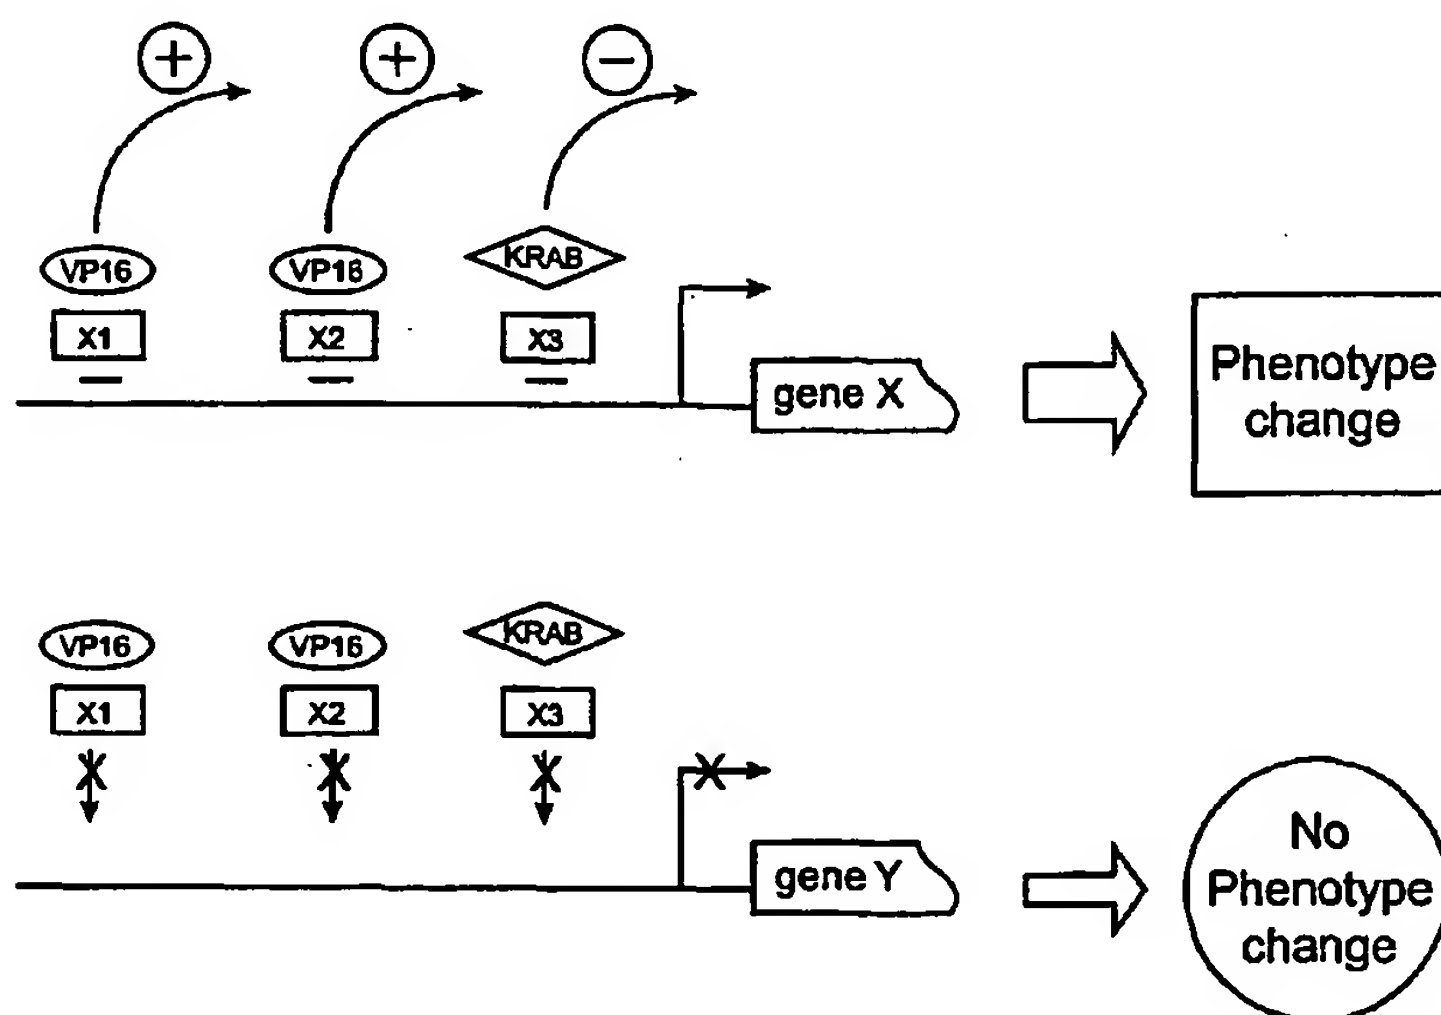 + + −
VP16 VP16 KRAB
X1 X2 X3
gene X
Phenotype
change
VP16 VP16 KRAB
X1 X2 X3
X X X X
gene Y
No
Phenotype
change